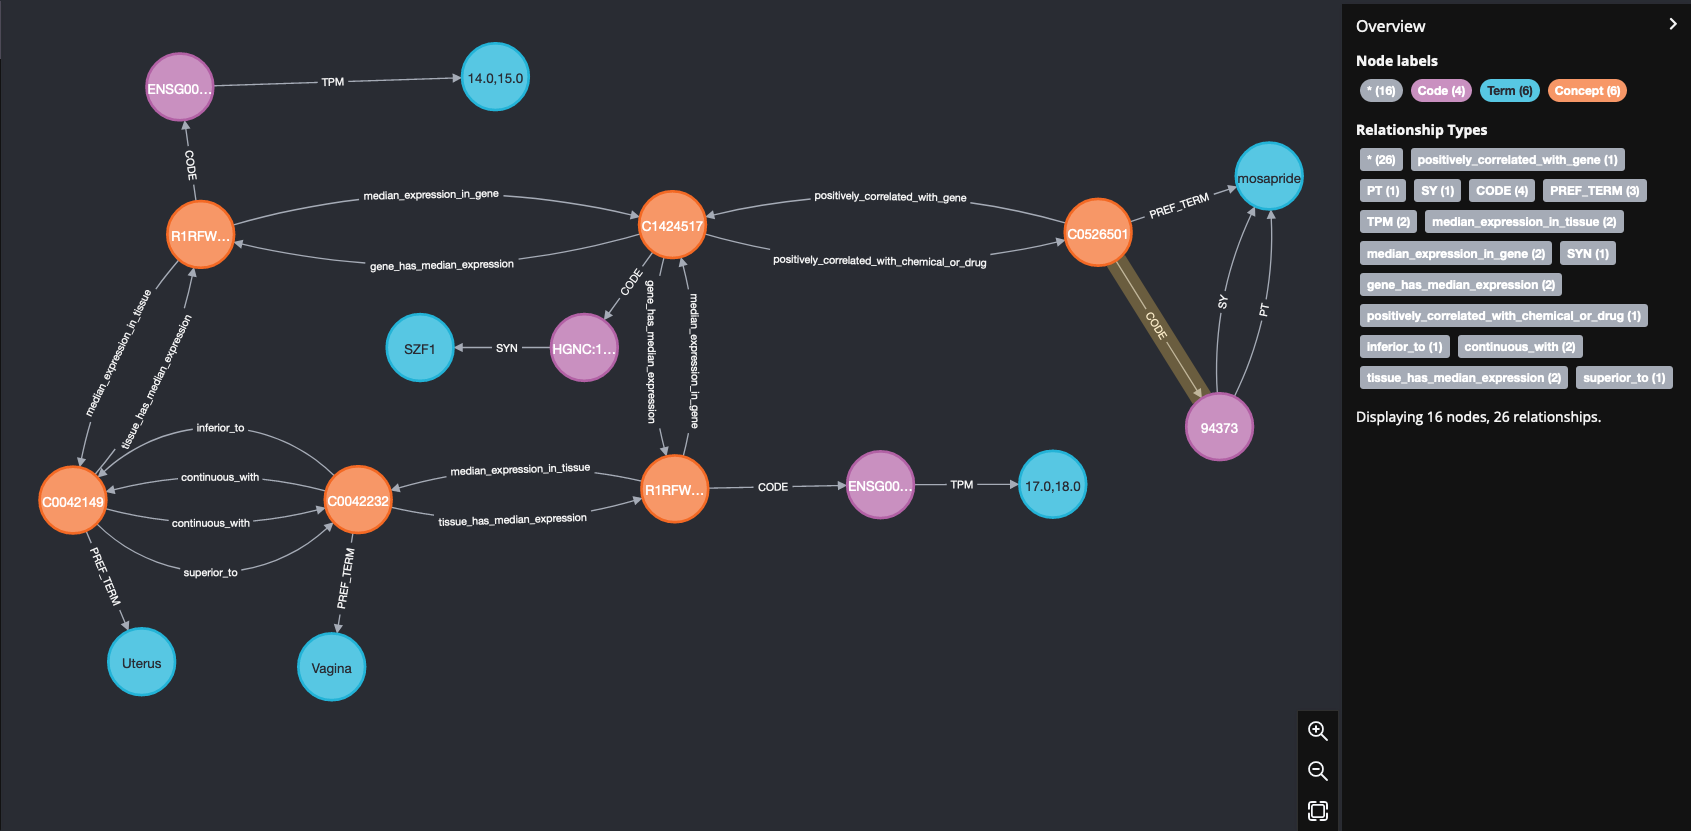 Overview
Node labels
* (16) Code (4) Term (6) Concept (6)
Relationship Types
* (26) positively_correlated_with_gene (1)
PT (1) SY (1) CODE (4) PREF_TERM (3)
TPM (2) median_expression_in_tissue (2)
median_expression_in_gene (2) SYN (1)
gene_has_median_expression (2)
positively_correlated_with_chemical_or_drug (1)
inferior_to (1) continuous_with (2)
tissue_has_median_expression (2) superior_to (1)
Displaying 16 nodes, 26 relationships.
ENSG00...
TPM
14.0,15.0
CODE
R1RFW...
median_expression_in_gene
gene_has_median_expression
C1424517
positively_correlated_with_gene
positively_correlated_with_chemical_or_drug
C0526501
PREF_TERM
mosapride
CODE
SY
PT
94373
CODE
HGNC:1...
SYN
SZF1
gene_has_median_expression
median_expression_in_gene
median_expression_in_tissue
tissue_has_median_expression
inferior_to
continuous_with
continuous_with
superior_to
C0042149
C0042232
median_expression_in_tissue
tissue_has_median_expression
R1RFW...
CODE
ENSG00...
TPM
17.0,18.0
PREF_TERM
PREF_TERM
Uterus
Vagina